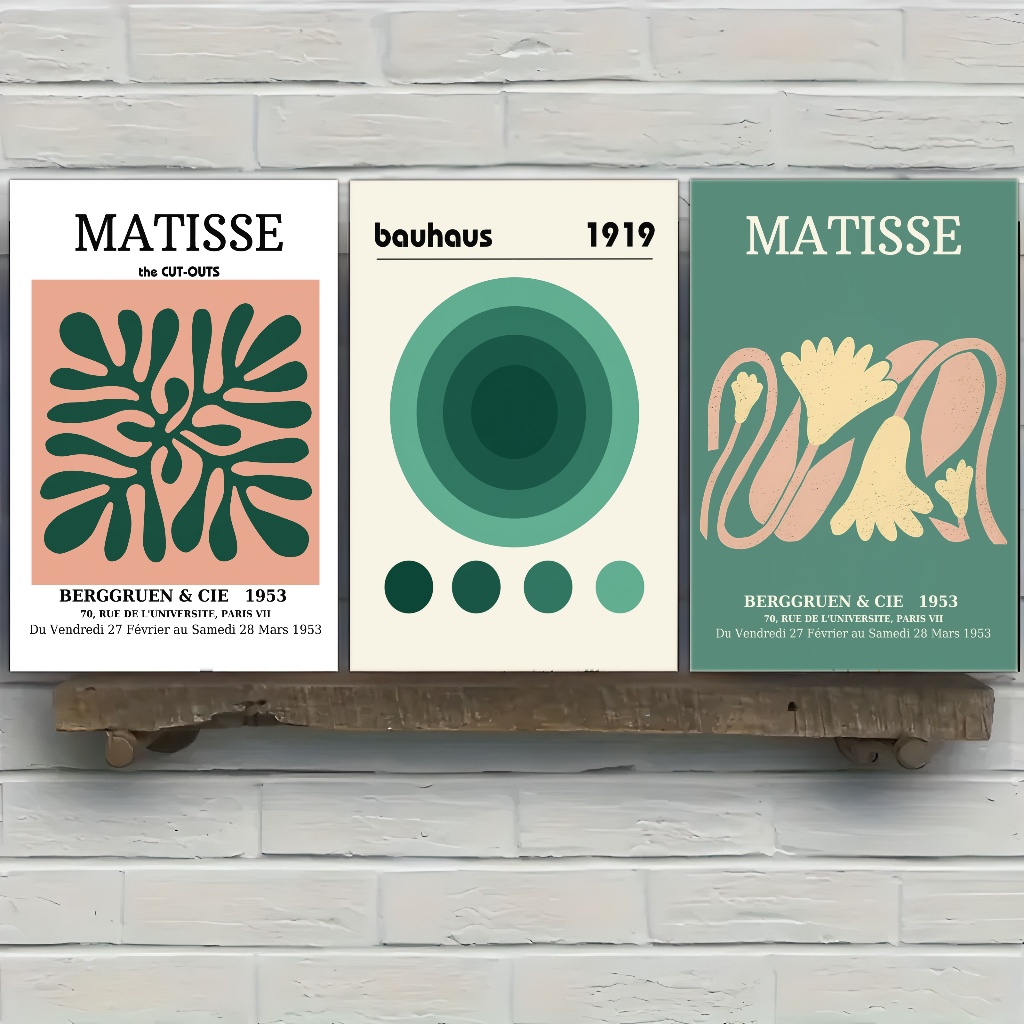 MATISSE
the CUT-OUTS
BERGGRUEN & CIE 1953
70, RUE DE L'UNIVERSITE, PARIS VII
Du Vendredi 27 Février au Samedi 28 Mars 1953
bauhaus 1919
MATISSE
BERGGRUEN & CIE 1953
70, RUE DE L'UNIVERSITE, PARIS VII
Du Vendredi 27 Février au Samedi 28 Mars 1953